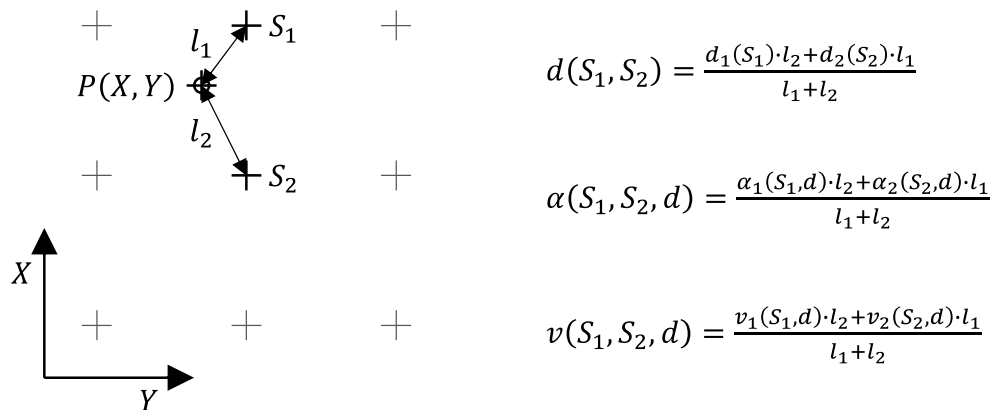 S₁
l₁
P(X, Y)
l₂
S₂
X
Y
d(S₁, S₂) = (d₁(S₁)·l₂+d₂(S₂)·l₁)/(l₁+l₂)
α(S₁, S₂, d) = (α₁(S₁,d)·l₂+α₂(S₂,d)·l₁)/(l₁+l₂)
v(S₁, S₂, d) = (v₁(S₁,d)·l₂+v₂(S₂,d)·l₁)/(l₁+l₂)